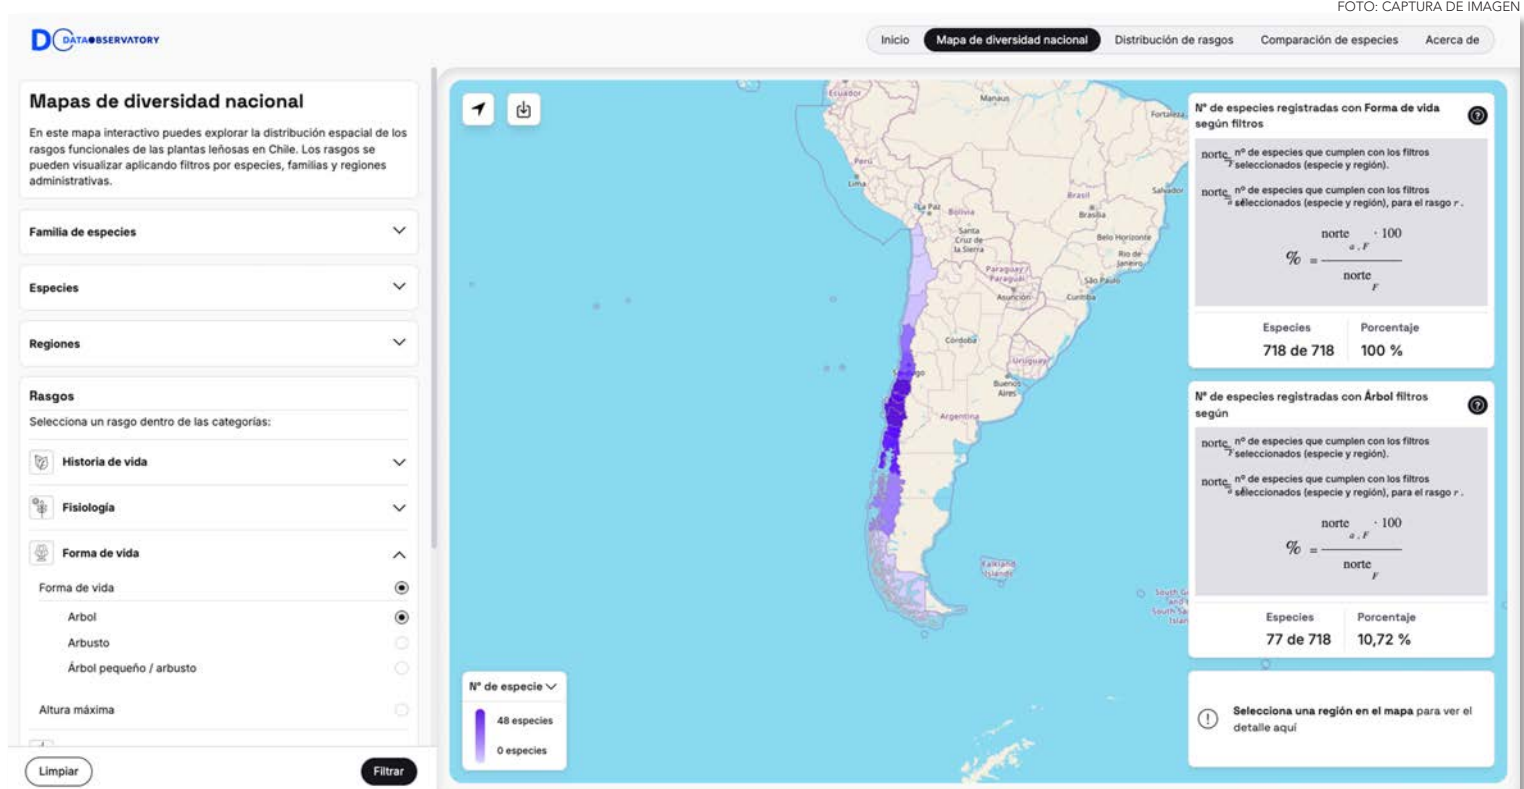 FOTO: CAPTURA DE IMAGEN
DATA OBSERVATORY
Inicio
Mapa de diversidad nacional
Distribución de rasgos
Comparación de especies
Acerca de
Mapas de diversidad nacional
En este mapa interactivo puedes explorar la distribución espacial de los
rasgos funcionales de las plantas leñosas en Chile. Los rasgos se
pueden visualizar aplicando filtros por especies, familias y regiones
administrativas.
Familia de especies
Especies
Regiones
Rasgos
Selecciona un rasgo dentro de las categorías:
Historia de vida
Fisiología
Forma de vida
Forma de vida
Arbol
Arbusto
Árbol pequeño / arbusto
Altura máxima
Limpiar
Filtrar
Ecuador
Manaus
Fortaleza
Perú
Lima
Brasil
Salvador
La Paz
Bolivia
Brasília
Santa
Cruz de
la Sierra
Belo Horizonte
Rio de
Janeiro
Paraguay /
Paraguái
São Paulo
Asunción
Curitiba
Córdoba
Uruguay
Buenos
Aires
Argentina
Falkland
Islands
N° de especie
48 especies
0 especies
N° de especies registradas con Forma de vida
según filtros
norte F = nº de especies que cumplen con los filtros
seleccionados (especie y región).
norte a = nº de especies que cumplen con los filtros
seleccionados (especie y región), para el rasgo r .
% = norte a , F · 100
norte F
Especies
Porcentaje
718 de 718
100 %
N° de especies registradas con Árbol filtros
según
norte F = nº de especies que cumplen con los filtros
seleccionados (especie y región).
norte a = nº de especies que cumplen con los filtros
seleccionados (especie y región), para el rasgo r .
% = norte a , F · 100
norte F
Especies
Porcentaje
77 de 718
10,72 %
Selecciona una región en el mapa para ver el
detalle aquí